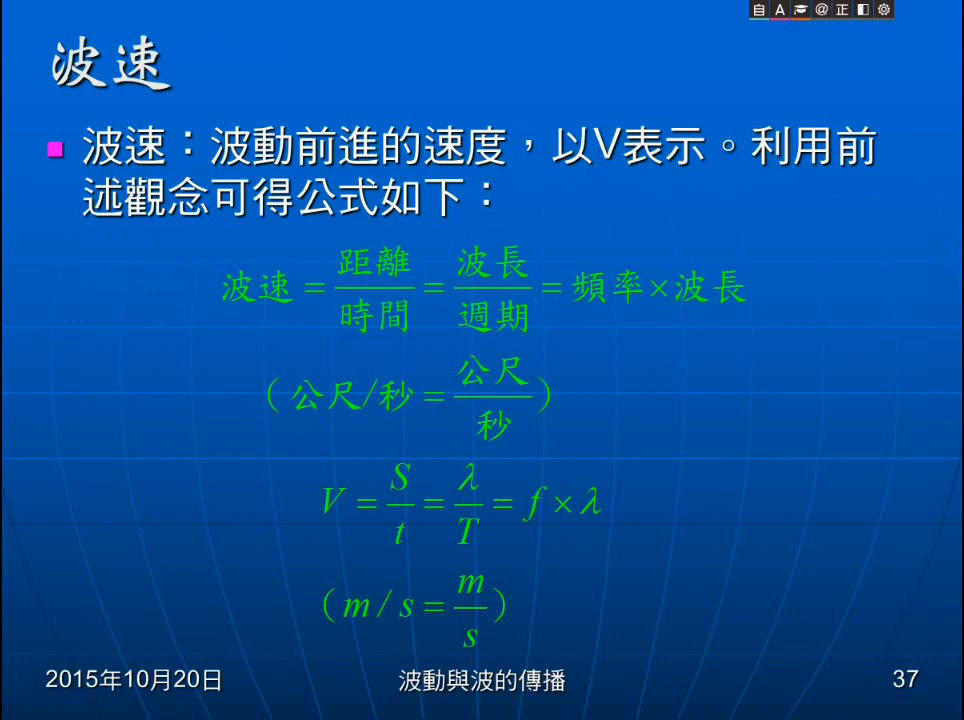 自 A @ 正
波速
波速：波動前進的速度，以V表示。利用前
述觀念可得公式如下：
波速 = 距離/時間 = 波長/週期 = 頻率×波長
(公尺/秒 = 公尺/秒)
V = S/t = λ/T = f × λ
(m/s = m/s)
2015年10月20日 波動與波的傳播 37